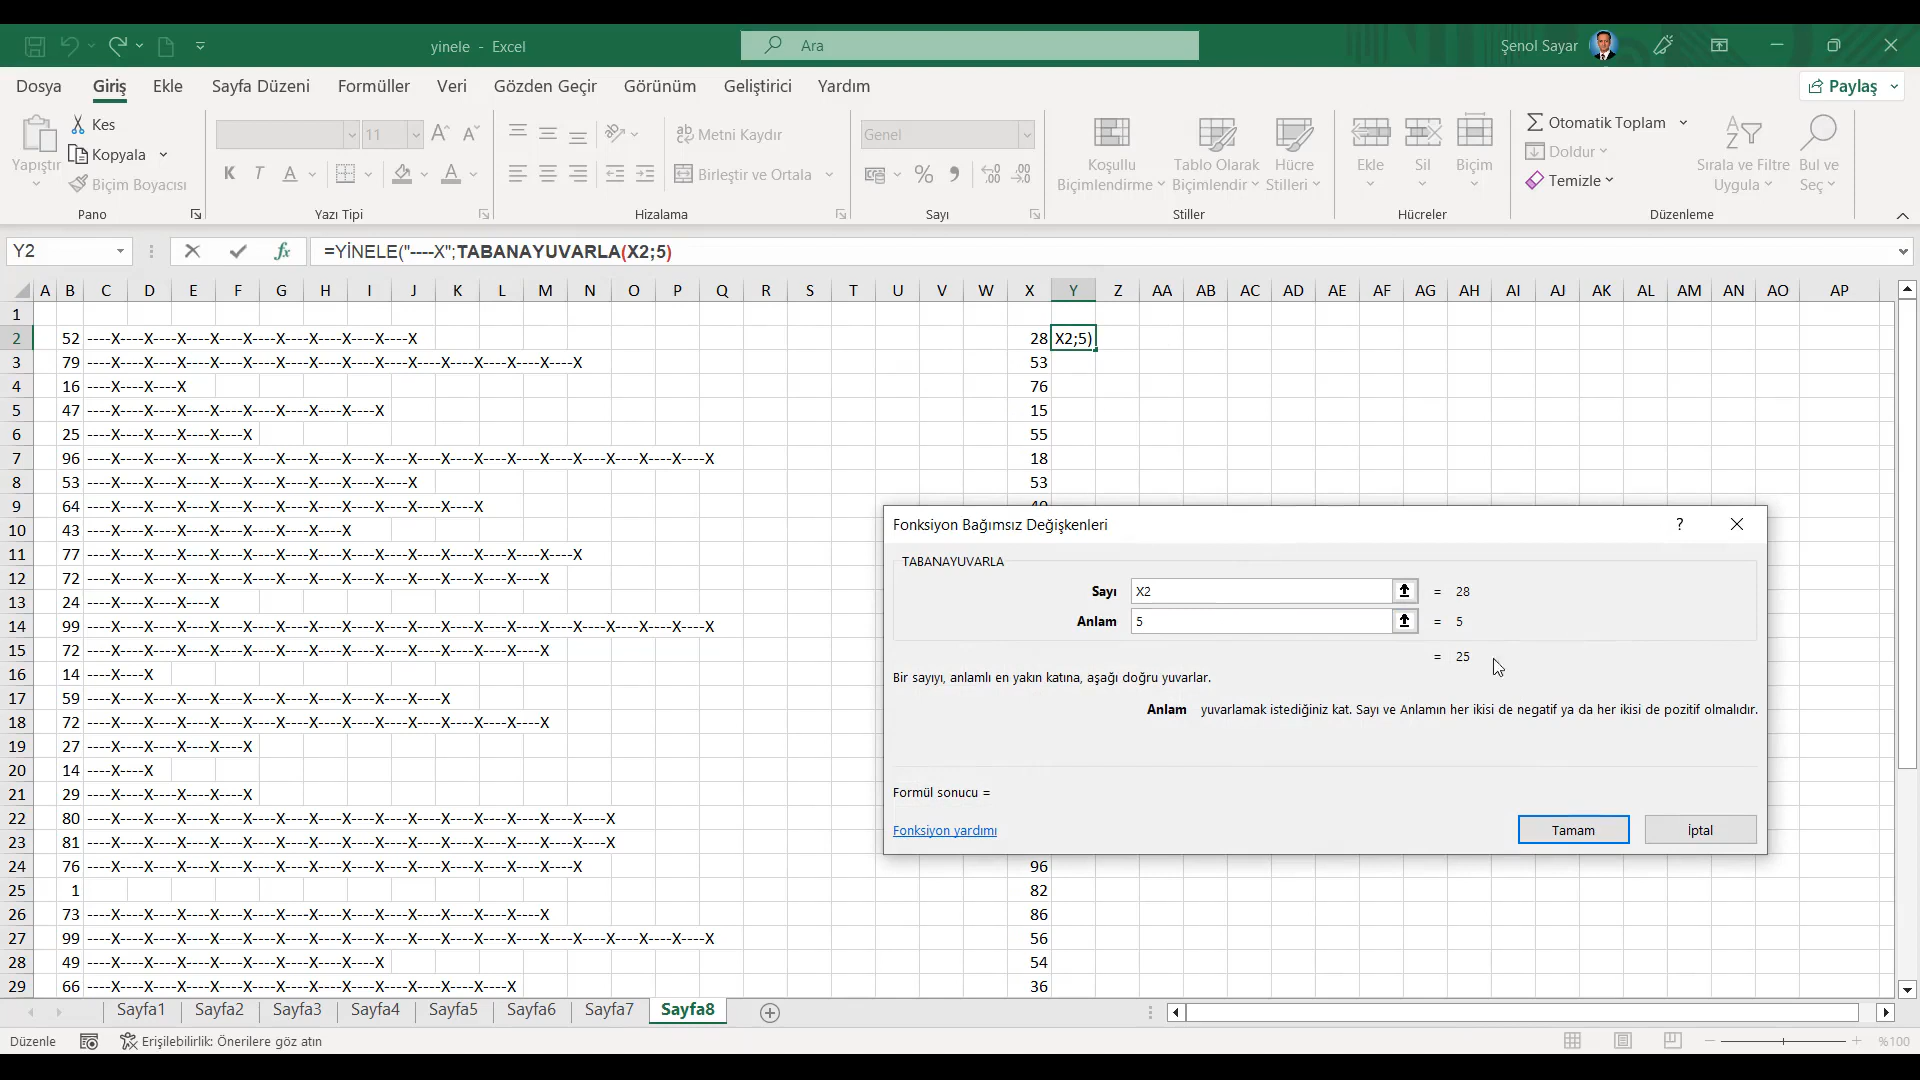 yinele - Excel
Ara
Şenol Sayar
Dosya Giriş Ekle Sayfa Düzeni Formüller Veri Gözden Geçir Görünüm Geliştirici Yardım
Paylaş
Yapıştır
Kes
Kopyala
Biçim Boyacısı
Pano
11
K T A A
Yazı Tipi
Metni Kaydır
Birleştir ve Ortala
Hizalama
Genel
Sayı
Koşullu Biçimlendirme
Tablo Olarak Biçimlendir
Hücre Stilleri
Stiller
Ekle Sil Biçim
Hücreler
Otomatik Toplam
Doldur
Temizle
Sırala ve Filtre Uygula
Bul ve Seç
Düzenleme
Y2
fx
=YİNELE("----X";TABANAYUVARLA(X2;5)
A B C D E F G H I J K L M N O P Q R S T U V W X Y Z AA AB AC AD AE AF AG AH AI AJ AK AL AM AN AO AP
1
2 52 ----X----X----X----X----X----X----X----X----X----X 28 X2;5)
3 79 ----X----X----X----X----X----X----X----X----X----X----X----X----X----X----X 53
4 16 ----X----X----X 76
5 47 ----X----X----X----X----X----X----X----X----X 15
6 25 ----X----X----X----X----X 55
7 96 ----X----X----X----X----X----X----X----X----X----X----X----X----X----X----X----X----X----X----X 18
8 53 ----X----X----X----X----X----X----X----X----X----X 53
9 64 ----X----X----X----X----X----X----X----X----X----X----X----X
10 43 ----X----X----X----X----X----X----X----X
11 77 ----X----X----X----X----X----X----X----X----X----X----X----X----X----X----X
12 72 ----X----X----X----X----X----X----X----X----X----X----X----X----X----X
13 24 ----X----X----X----X
14 99 ----X----X----X----X----X----X----X----X----X----X----X----X----X----X----X----X----X----X----X
15 72 ----X----X----X----X----X----X----X----X----X----X----X----X----X----X
16 14 ----X----X
17 59 ----X----X----X----X----X----X----X----X----X----X----X
18 72 ----X----X----X----X----X----X----X----X----X----X----X----X----X----X
19 27 ----X----X----X----X----X
20 14 ----X----X
21 29 ----X----X----X----X----X
22 80 ----X----X----X----X----X----X----X----X----X----X----X----X----X----X----X----X
23 81 ----X----X----X----X----X----X----X----X----X----X----X----X----X----X----X----X
24 76 ----X----X----X----X----X----X----X----X----X----X----X----X----X----X----X 96
25 1 82
26 73 ----X----X----X----X----X----X----X----X----X----X----X----X----X----X 86
27 99 ----X----X----X----X----X----X----X----X----X----X----X----X----X----X----X----X----X----X----X 56
28 49 ----X----X----X----X----X----X----X----X----X 54
29 66 ----X----X----X----X----X----X----X----X----X----X----X----X----X 36
Fonksiyon Bağımsız Değişkenleri ?
TABANAYUVARLA
Sayı X2 = 28
Anlam 5 = 5
= 25
Bir sayıyı, anlamlı en yakın katına, aşağı doğru yuvarlar.
Anlam yuvarlamak istediğiniz kat. Sayı ve Anlamın her ikisi de negatif ya da her ikisi de pozitif olmalıdır.
Formül sonucu =
Fonksiyon yardımı
Tamam İptal
Sayfa1 Sayfa2 Sayfa3 Sayfa4 Sayfa5 Sayfa6 Sayfa7 Sayfa8
Düzenle
Erişilebilirlik: Önerilere göz atın
%100